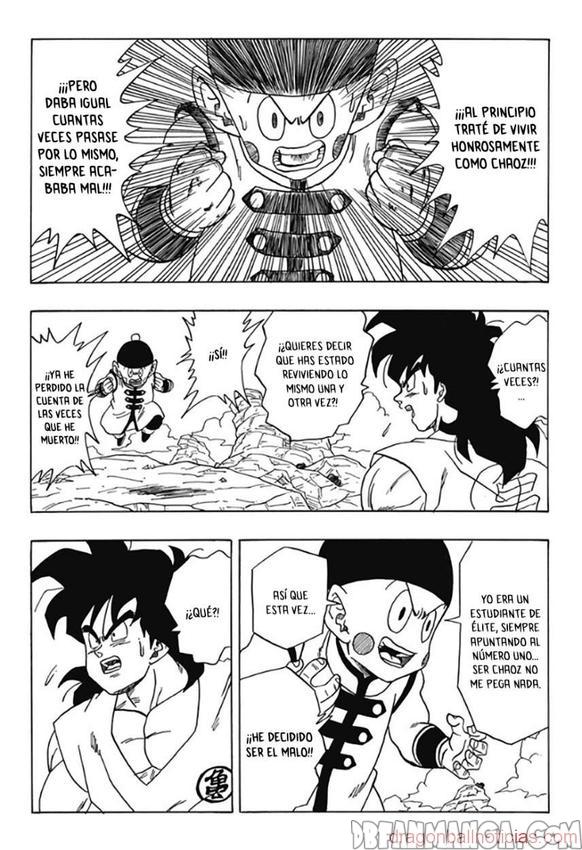 ¡¡¡AL PRINCIPIO
TRATÉ DE VIVIR
HONROSAMENTE
COMO CHAOZ!!!
¡¡¡PERO
DABA IGUAL
CUANTAS
VECES PASASE
POR LO MISMO,
SIEMPRE ACA-
BABA MAL!!!
¿¡CUANTAS
VECES?!
...
¿¡QUIERES DECIR
QUE HAS ESTADO
REVIVIENDO
LO MISMO UNA Y
OTRA VEZ?!
¡¡SÍ!!
¡¡YA HE
PERDIDO LA
CUENTA DE
LAS VECES
QUE HE
MUERTO!!
YO ERA UN
ESTUDIANTE DE
ÉLITE, SIEMPRE
APUNTANDO AL
NÚMERO UNO...
SER CHAOZ NO
ME PEGA NADA.
ASÍ QUE
ESTA VEZ...
¡¡HE DECIDIDO
SER EL MALO!!
¿¡QUÉ?!
亀
DBFANMANGA.COM
dragonballnoticias.com